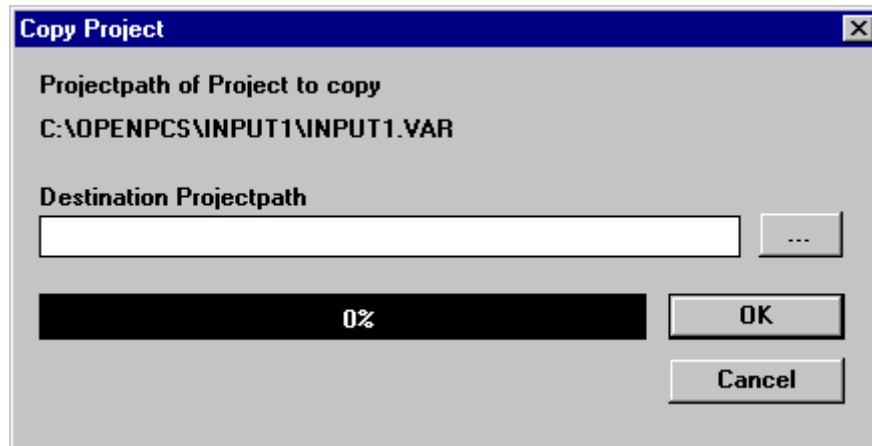 Copy Project
Projectpath of Project to copy
C:\OPENPCS\INPUT1\INPUT1.VAR
Destination Projectpath
...
0%
OK
Cancel